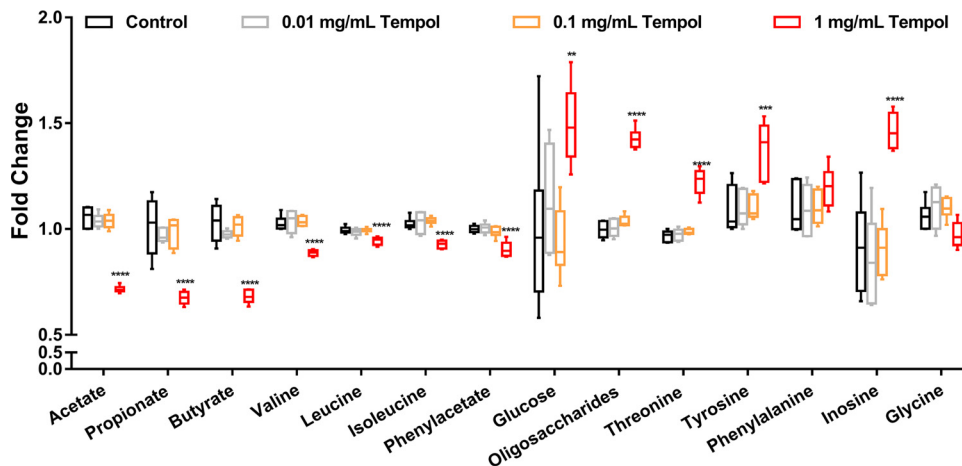 Control 0.01 mg/mL Tempol 0.1 mg/mL Tempol 1 mg/mL Tempol
Fold Change
2.0
1.5
1.0
0.5
0.5
0.0
****
****
****
****
****
****
****
**
****
****
***
****
Acetate
Propionate
Butyrate
Valine
Leucine
Isoleucine
Phenylacetate
Glucose
Oligosaccharides
Threonine
Tyrosine
Phenylalanine
Inosine
Glycine